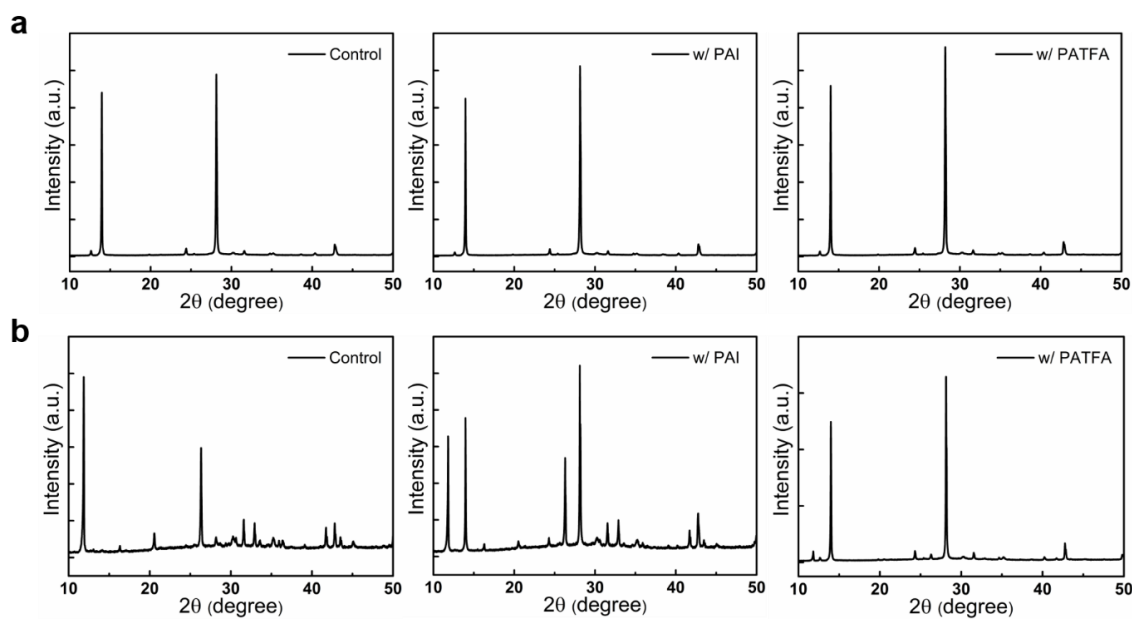 a
Control
w/ PAI
w/ PATFA
Intensity (a.u.)
Intensity (a.u.)
Intensity (a.u.)
10 20 30 40 50
10 20 30 40 50
10 20 30 40 50
2θ (degree)
2θ (degree)
2θ (degree)
b
Control
w/ PAI
w/ PATFA
Intensity (a.u.)
Intensity (a.u.)
Intensity (a.u.)
10 20 30 40 50
10 20 30 40 50
10 20 30 40 50
2θ (degree)
2θ (degree)
2θ (degree)